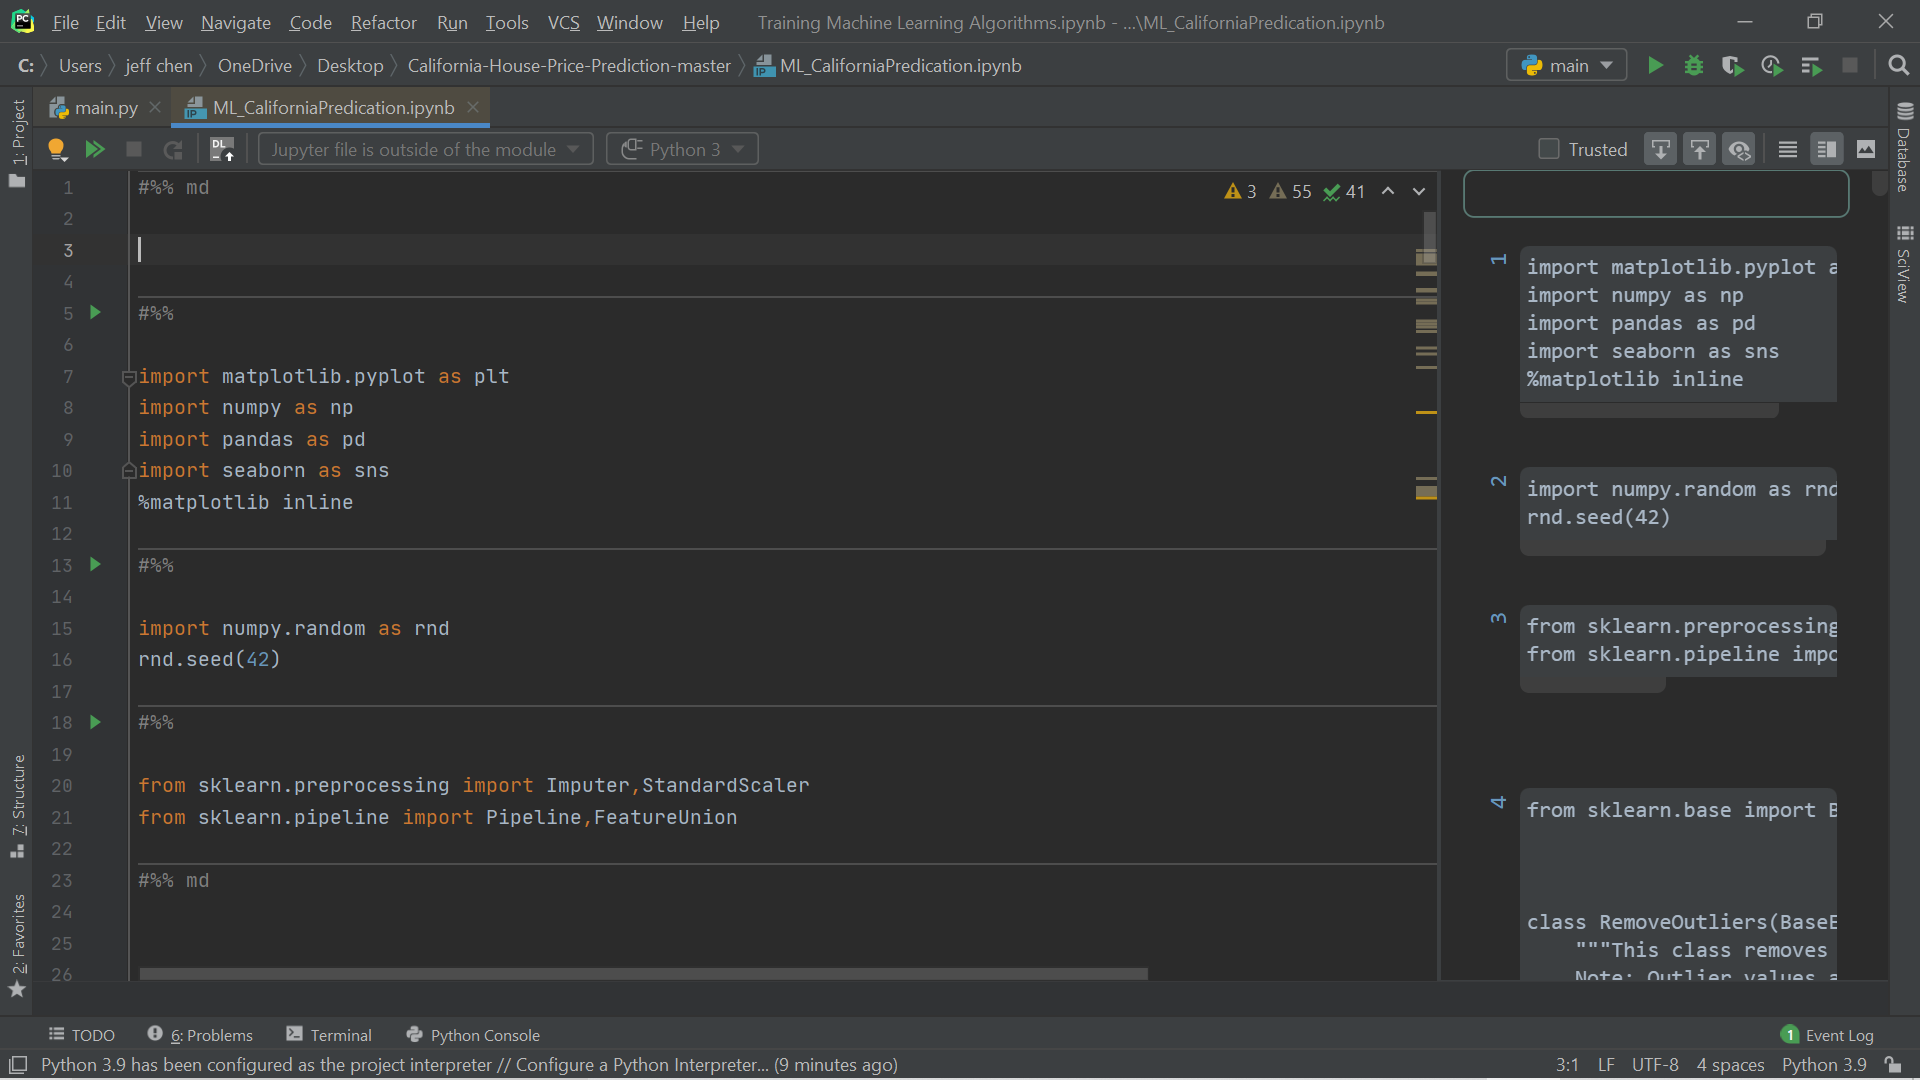 PC File Edit View Navigate Code Refactor Run Tools VCS Window Help Training Machine Learning Algorithms.ipynb - ...\ML_CaliforniaPredication.ipynb
C: Users jeff chen OneDrive Desktop California-House-Price-Prediction-master ML_CaliforniaPredication.ipynb main
main.py ML_CaliforniaPredication.ipynb
DL Jupyter file is outside of the module Python 3 Trusted
1: Project
7: Structure
2: Favorites
1 #%% md
2
3
4
5 #%%
6
7 import matplotlib.pyplot as plt
8 import numpy as np
9 import pandas as pd
10 import seaborn as sns
11 %matplotlib inline
12
13 #%%
14
15 import numpy.random as rnd
16 rnd.seed(42)
17
18 #%%
19
20 from sklearn.preprocessing import Imputer,StandardScaler
21 from sklearn.pipeline import Pipeline,FeatureUnion
22
23 #%% md
24
25
26
3 55 41
1
import matplotlib.pyplot a
import numpy as np
import pandas as pd
import seaborn as sns
%matplotlib inline
2
import numpy.random as rnd
rnd.seed(42)
3
from sklearn.preprocessing
from sklearn.pipeline impo
4
from sklearn.base import B
class RemoveOutliers(BaseE
"""This class removes
Note: Outlier values a
Database
SciView
TODO 6: Problems Terminal Python Console 1 Event Log
Python 3.9 has been configured as the project interpreter // Configure a Python Interpreter... (9 minutes ago) 3:1 LF UTF-8 4 spaces Python 3.9